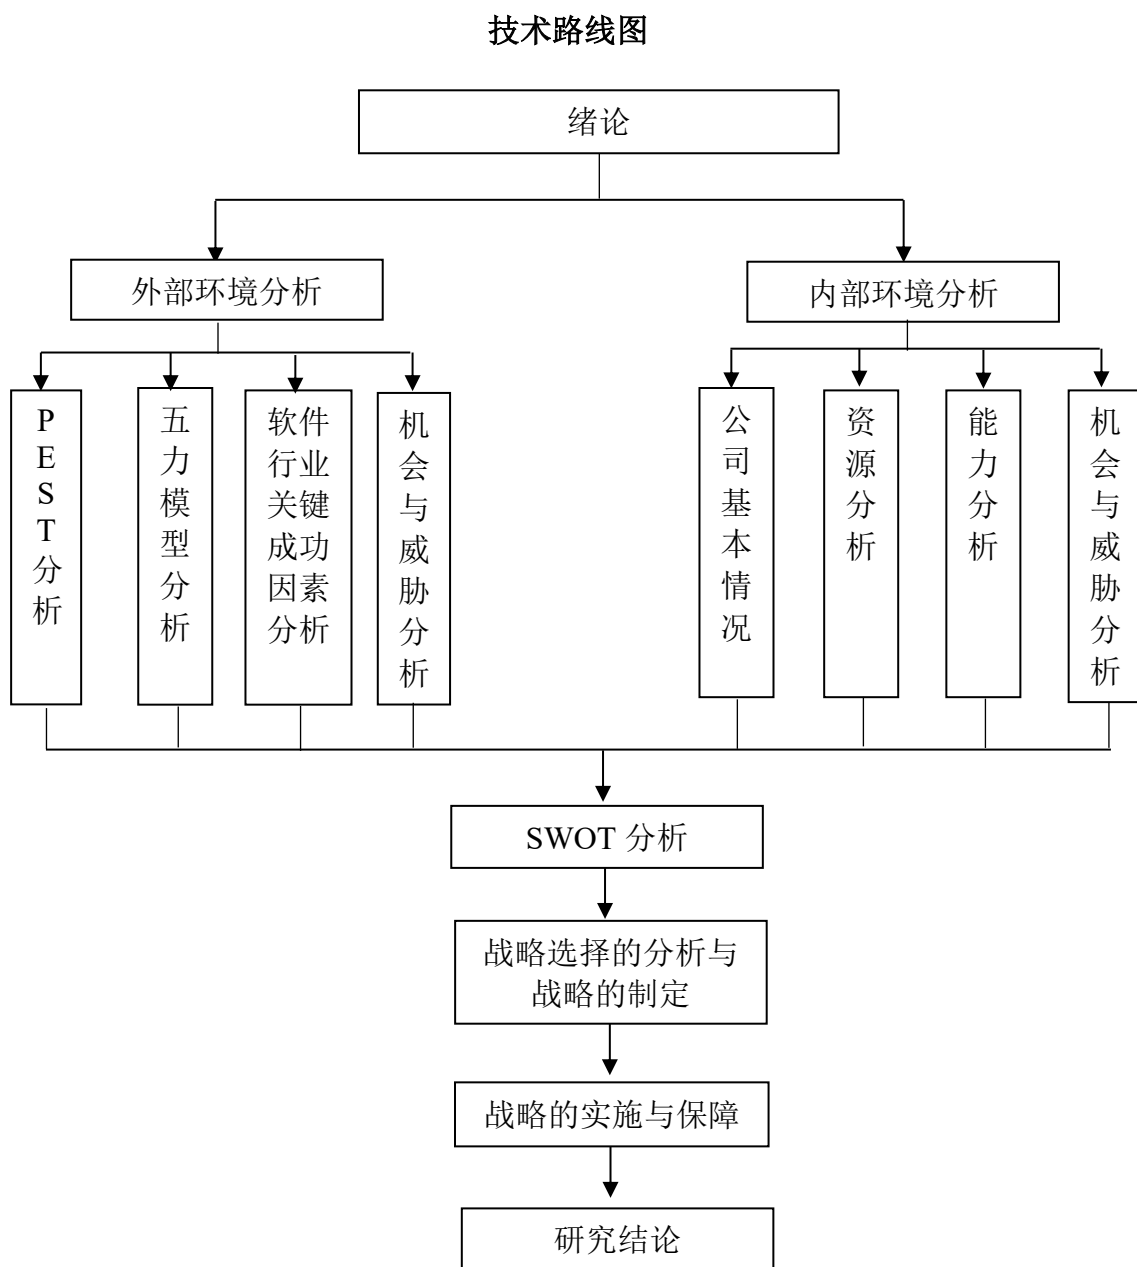 技术路线图
绪论
外部环境分析
内部环境分析
PEST分析
五力模型分析
软件
行业
关键
成功
因素
分析
机会与威胁分析
公司基本情况
资源分析
能力分析
机会与威胁分析
SWOT 分析
战略选择的分析与
战略的制定
战略的实施与保障
研究结论